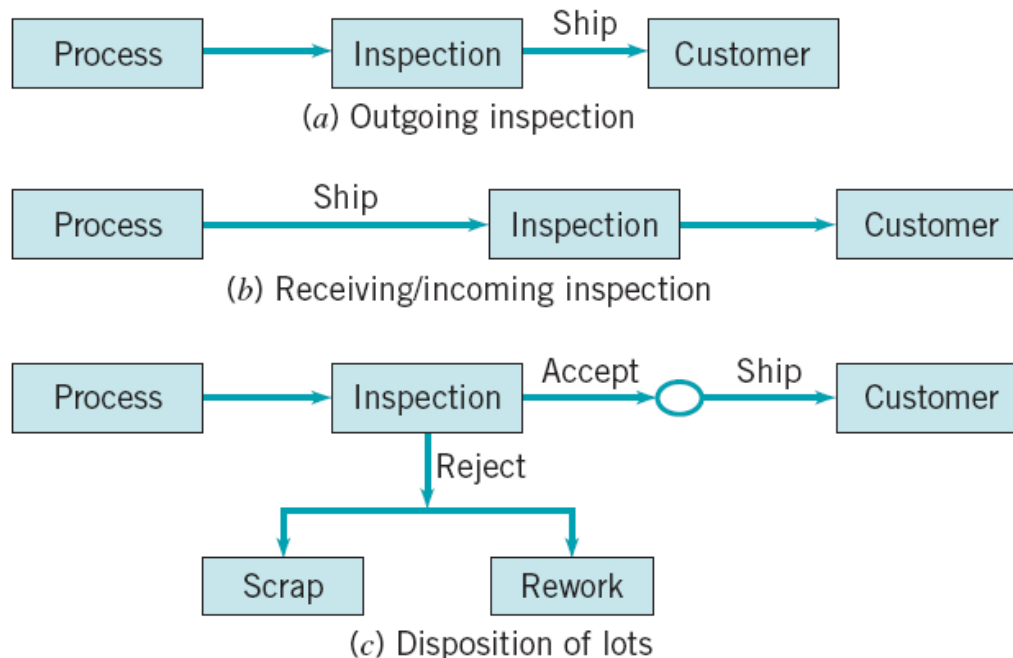 Ship
Process Inspection Customer
(a) Outgoing inspection
Ship
Process Inspection Customer
(b) Receiving/incoming inspection
Accept Ship
Process Inspection Customer
Reject
Scrap Rework
(c) Disposition of lots